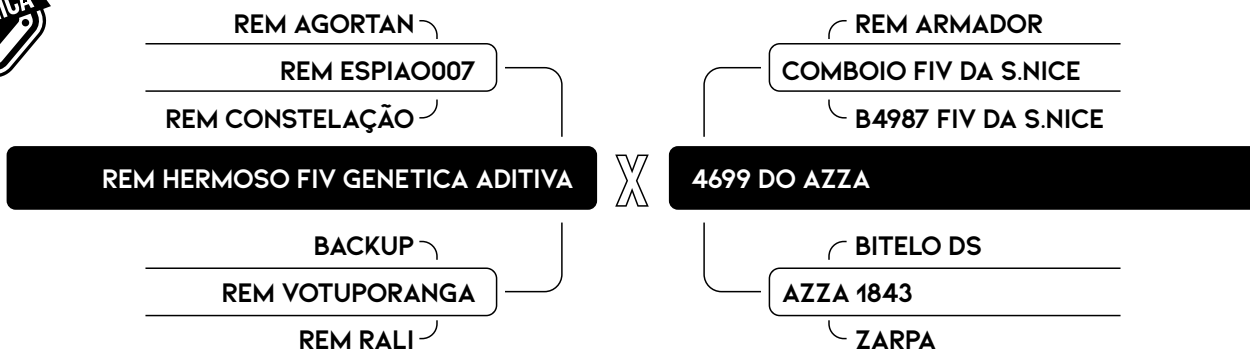 REM AGORTAN
REM ESPIAO007
REM CONSTELAÇÃO
REM HERMOSO FIV GENETICA ADITIVA
BACKUP
REM VOTUPORANGA
REM RALI
X
REM ARMADOR
COMBOIO FIV DA S.NICE
B4987 FIV DA S.NICE
4699 DO AZZA
BITELO DS
AZZA 1843
ZARPA